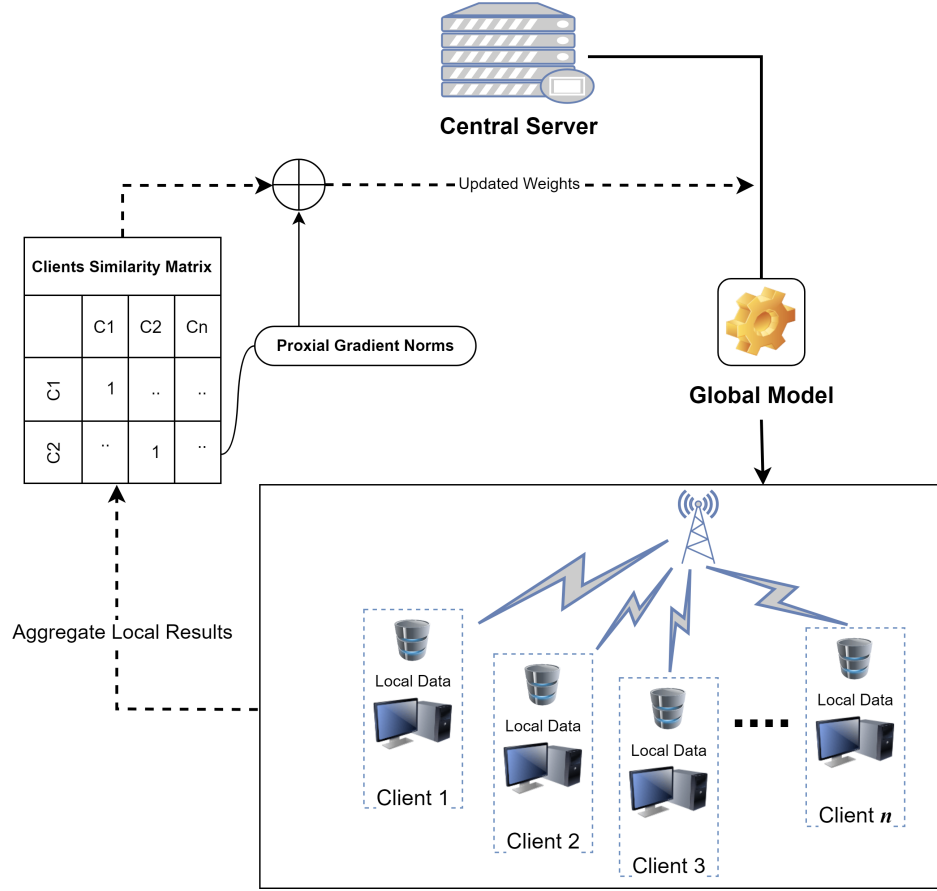 Central Server
Updated Weights
Clients Similarity Matrix
C1 C2 Cn
C1 1 .. ..
C2 .. 1 ..
Proxial Gradient Norms
Global Model
Aggregate Local Results
Local Data
Client 1
Local Data
Client 2
Local Data
Client 3
Local Data
Client n